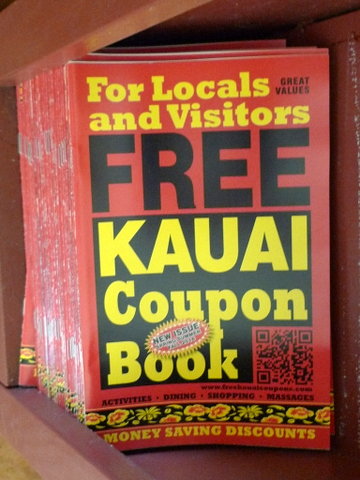 For Locals
GREAT
VALUES
and Visitors
FREE
KAUAI
Coupon
NEW ISSUE
Book
www.freekauaicoupons.com
ACTIVITIES • DINING • SHOPPING • MASSAGES
MONEY SAVING DISCOUNTS